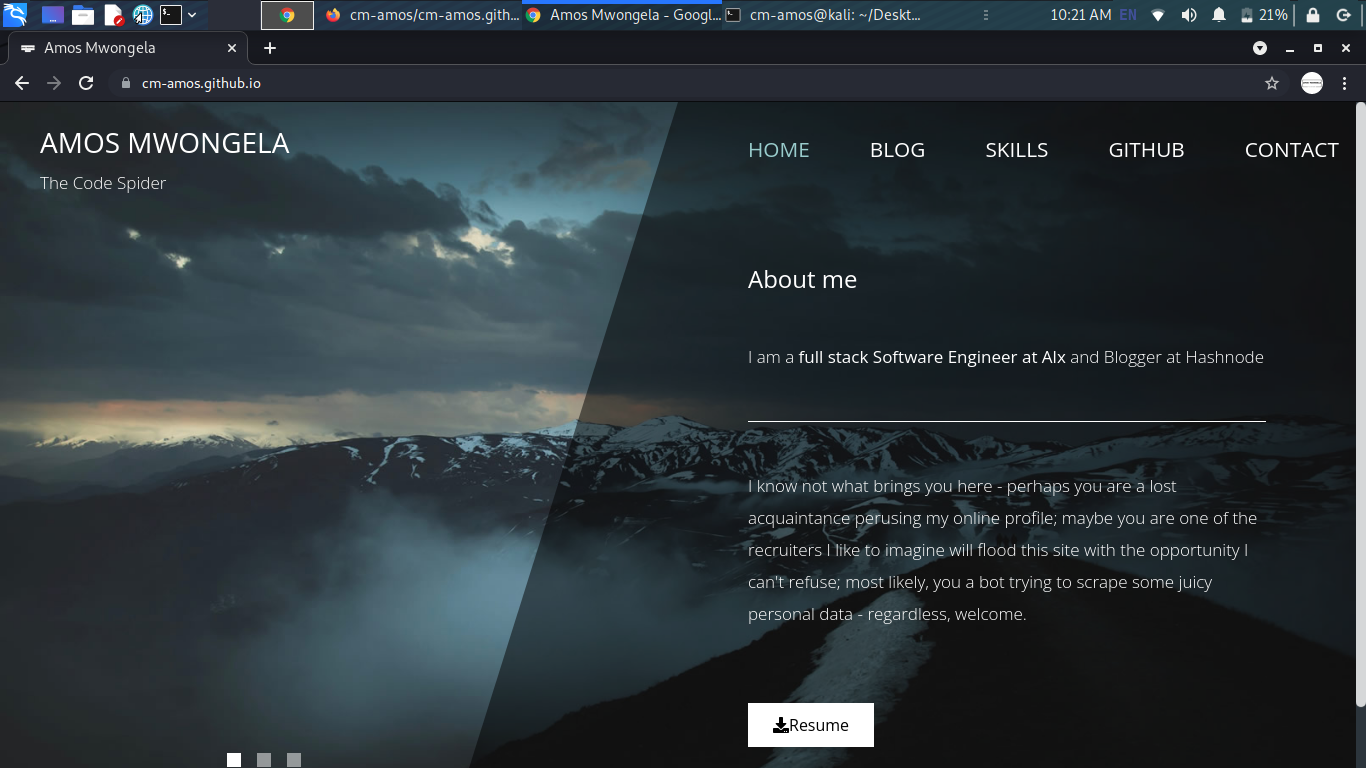 cm-amos/cm-amos.gith... Amos Mwongela - Googl... cm-amos@kali: ~/Deskt... 10:21 AM EN 21%
Amos Mwongela
cm-amos.github.io
AMOS MWONGELA
The Code Spider
HOME BLOG SKILLS GITHUB CONTACT
About me
I am a full stack Software Engineer at Alx and Blogger at Hashnode
I know not what brings you here - perhaps you are a lost
acquaintance perusing my online profile; maybe you are one of the
recruiters I like to imagine will flood this site with the opportunity I
can't refuse; most likely, you a bot trying to scrape some juicy
personal data - regardless, welcome.
Resume